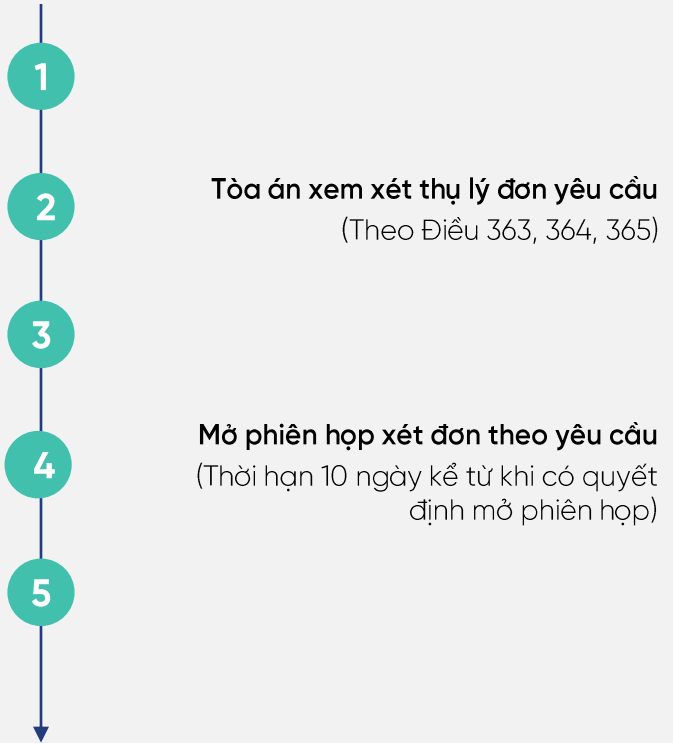 1
Tòa án xem xét thụ lý đơn yêu cầu
2
(Theo Điều 363, 364, 365)
3
Mở phiên họp xét đơn theo yêu cầu
4
(Thời hạn 10 ngày kể từ khi có quyết
định mở phiên họp)
5